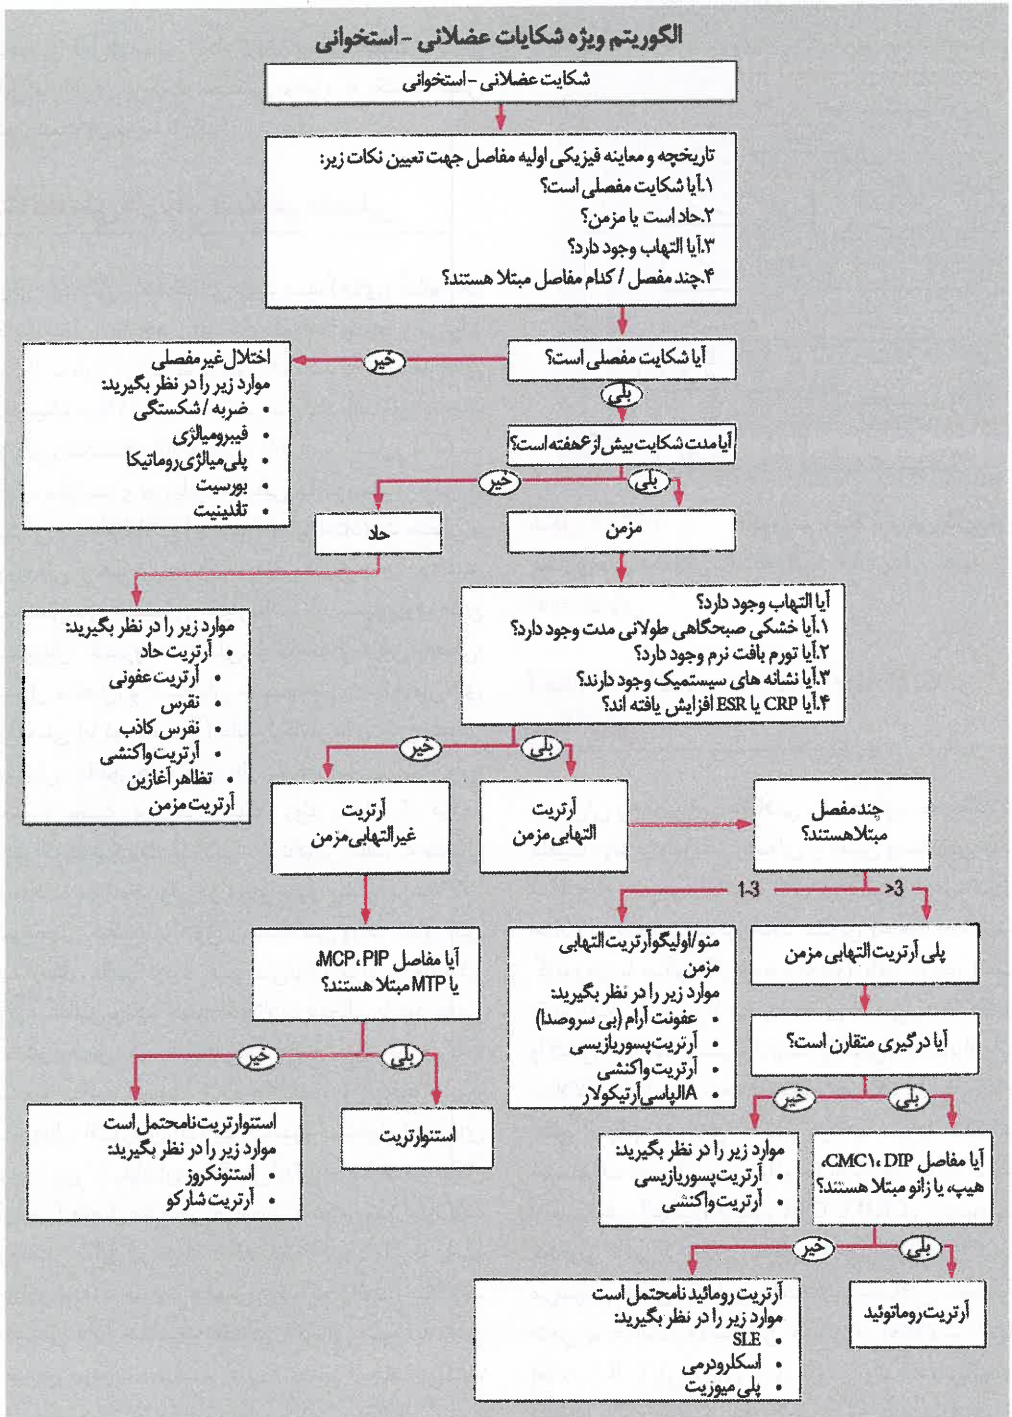 الگوریتم ویژه شکایات عضلانی - استخوانی
شکایت عضلانی - استخوانی
تاریخچه و معاینه فیزیکی اولیه مفاصل جهت تعیین نکات زیر:
۱.آیا شکایت مفصلی است؟
۲.حاد است یا مزمن؟
۳.آیا التهاب وجود دارد؟
۴.چند مفصل / کدام مفاصل مبتلا هستند؟
آیا شکایت مفصلی است؟
خیر
اختلال غیر مفصلی
موارد زیر را در نظر بگیرید:
• ضربه / شکستگی
• فیبرومیالژی
• پلی میالژی روماتیکا
• بورسیت
• تاندینیت
بلی
آیا مدت شکایت بیش از ۶ هفته است؟
بلی
خیر
مزمن
حاد
موارد زیر را در نظر بگیرید:
• آرتریت حاد
• آرتریت عفونی
• نقرس
• نقرس کاذب
• آرتریت واکنشی
• تظاهر آغازین
آرتریت مزمن
آیا التهاب وجود دارد؟
۱.آیا خشکی صبحگاهی طولانی مدت وجود دارد؟
۲.آیا تورم بافت نرم وجود دارد؟
۳.آیا نشانه های سیستمیک وجود دارند؟
۴.آیا CRP یا ESR افزایش یافته اند؟
بلی
خیر
چند مفصل
مبتلا هستند؟
آرتریت
التهابی مزمن
آرتریت
غیرالتهابی مزمن
>3
1-3
پلی آرتریت التهابی مزمن
منو/اولیگوآرتریت التهابی
مزمن
موارد زیر را در نظر بگیرید:
• عفونت آرام (بی سروصدا)
• آرتریت پسوریازیسی
• آرتریت واکنشی
• JIA پاسی آرتیکولار
آیا مفاصل MCP، PIP،
یا MTP مبتلا هستند؟
آیا درگیری متقارن است؟
بلی
خیر
بلی
خیر
استئوارتریت
استئوارتریت نامحتمل است
موارد زیر را در نظر بگیرید:
• استئونکروز
• آرتریت شارکو
آیا مفاصل CMC۱، DIP،
هیپ، یا زانو مبتلا هستند؟
موارد زیر را در نظر بگیرید:
• آرتریت پسوریازیسی
• آرتریت واکنشی
بلی
خیر
آرتریت روماتوئید
آرتریت رومائید نامحتمل است
موارد زیر را در نظر بگیرید:
• SLE
• اسکلرودرمی
• پلی میوزیت